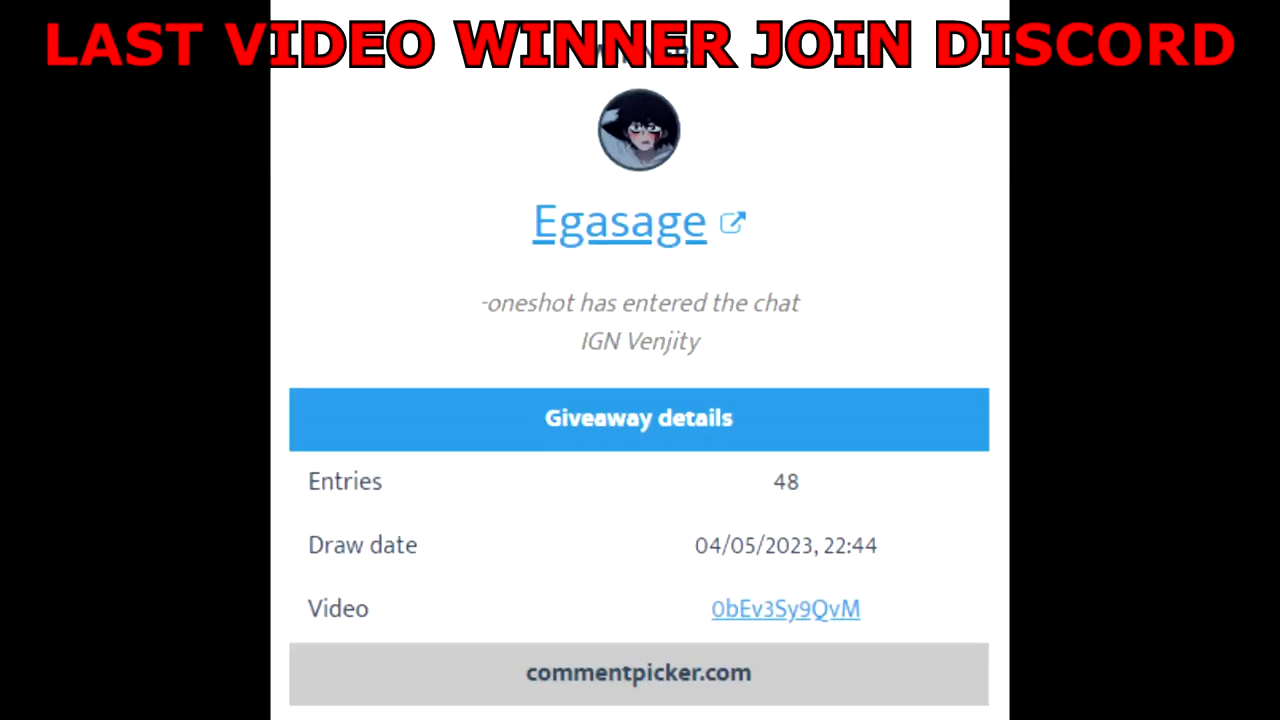 LAST VIDEO WINNER JOIN DISCORD
Egasage
-oneshot has entered the chat
IGN Venjity
Giveaway details
Entries 48
Draw date 04/05/2023, 22:44
Video 0bEv3Sy9QvM
commentpicker.com